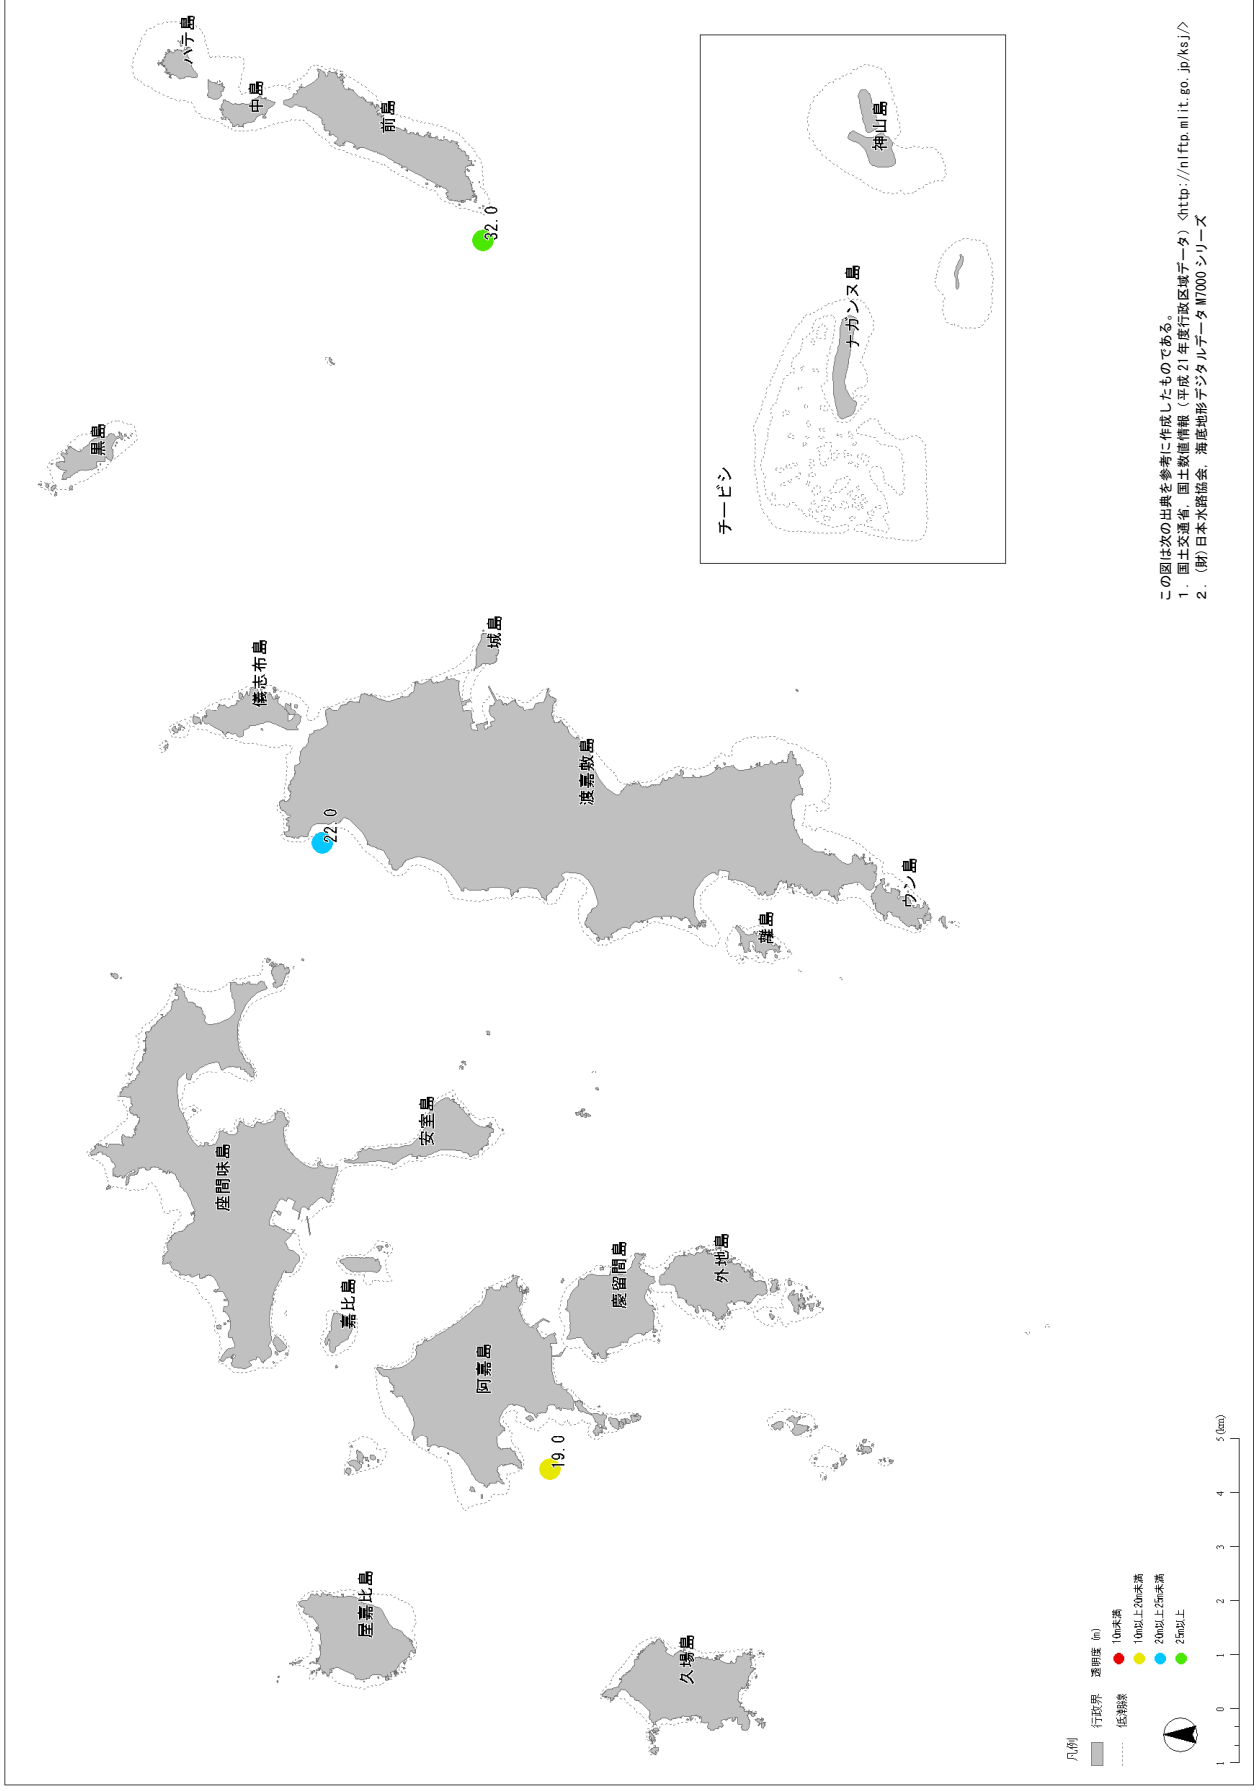 ハテ島
中島
前島
32.0
黒島
儀志布島
城島
渡嘉敷島
22.0
離島
ウン島
座間味島
安室島
嘉比島
阿嘉島
慶留間島
外地島
19.0
屋嘉比島
久場島
チービシ
ナガンヌ島
神山島
凡例
行政界
低潮線
透明度 (m)
10m未満
10m以上20m未満
20m以上25m未満
25m以上
1 0 1 2 3 4 5(km)
この図は次の出典を参考に作成したものである。
1. 国土交通省, 国土数値情報（平成21年度行政区域データ）<http://nlftp.mlit.go.jp/ksj/>
2. (財)日本水路協会, 海底地形デジタルデータ M7000 シリーズ